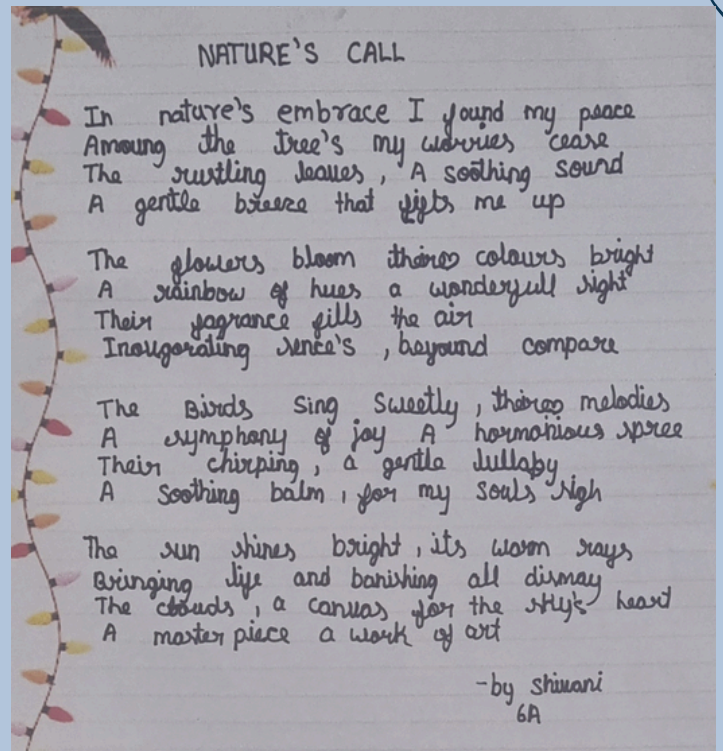 NATURE'S CALL
In nature's embrace I found my peace
Amoung the tree's my worries cease
The rustling leaves, A soothing sound
A gentle breeze that lifts me up
The flowers bloom colours bright
A rainbow of hues a wonderfull sight
Their fagrance fills the air
Invigorating sence's, beyound compare
The Birds Sing Sweetly, melodies
A symphony of joy A harmonious spree
Their chirping, a gentle lullaby
A soothing balm, for my souls sigh
The sun shines bright, its warm rays
Bringing life and banishing all dismay
The clouds, a canvas for the sky's heart
A master piece a work of art
-by Shivani
6A